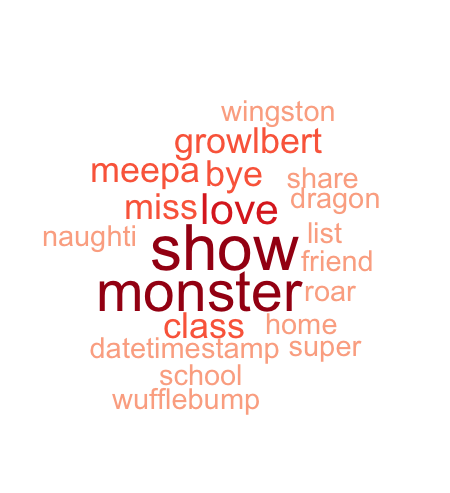 wingston
growlbert
meepa bye share
miss love dragon
naughti show list
friend
monster roar
class home
datetimestamp super
school
wufflebump